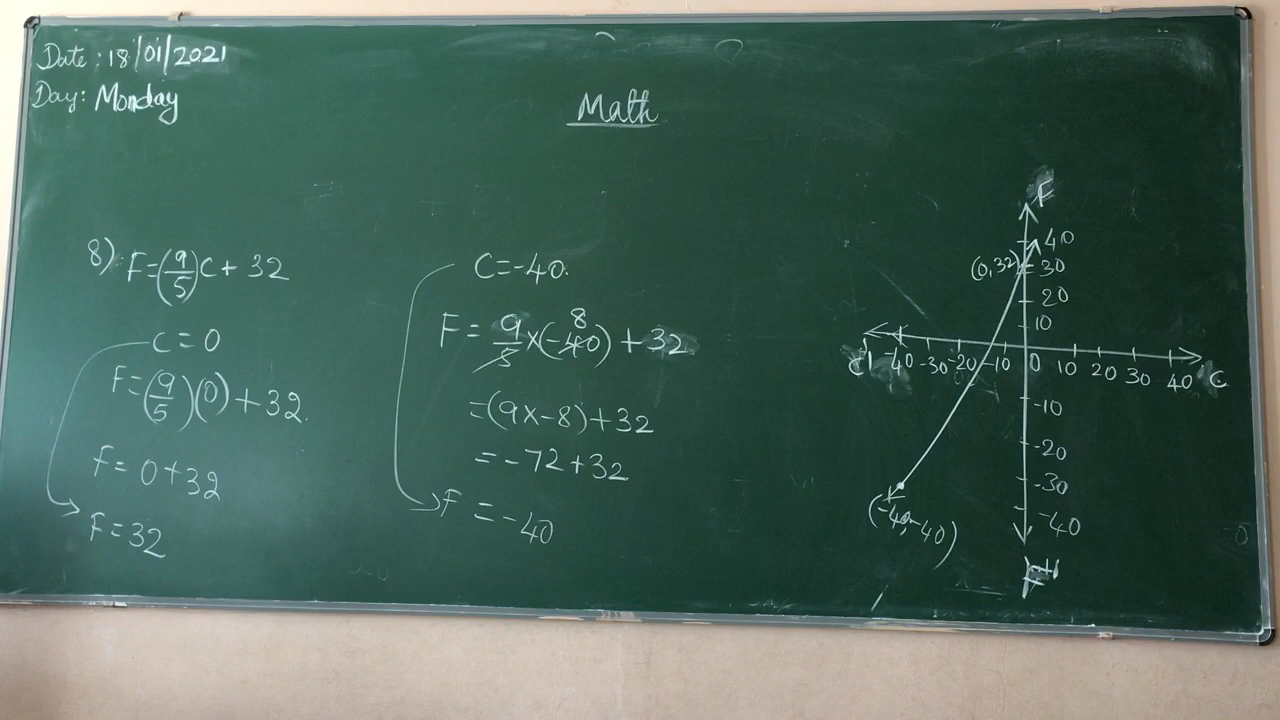 Date: 18/01/2021
Day: Monday
Math
8) F=(9/5)C+ 32
C = 0
F=(9/5)(0)+32.
F= 0+32
F=32
C=-40.
F= 9/5 x(-40) + 32
8
=(9x-8)+32
=-72+32
F = -40
F
40
(0,32)
30
20
10
C' -40 -30 -20 -10 0 10 20 30 40 C
-10
-20
-30
-40
(-40,-40)